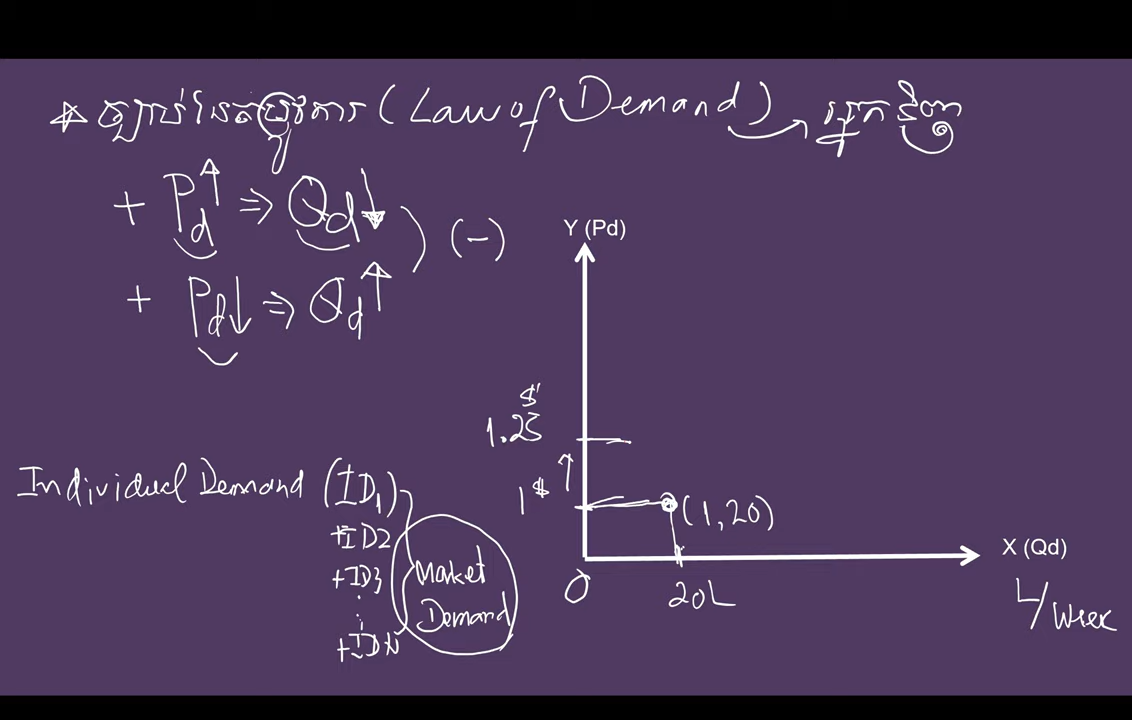 * ច្បាប់នៃតម្រូវការ (Law of Demand)
+ Pd↑ ⇒ Qd↓
(-)
+ Pd↓ ⇒ Qd↑
Y (Pd)
$
1.25
1$ ↑
(1,20)
0
20L
X (Qd)
L/week
Individual Demand (ID1)
+ID2
+ID3
⋮
+IDN
Market
Demand